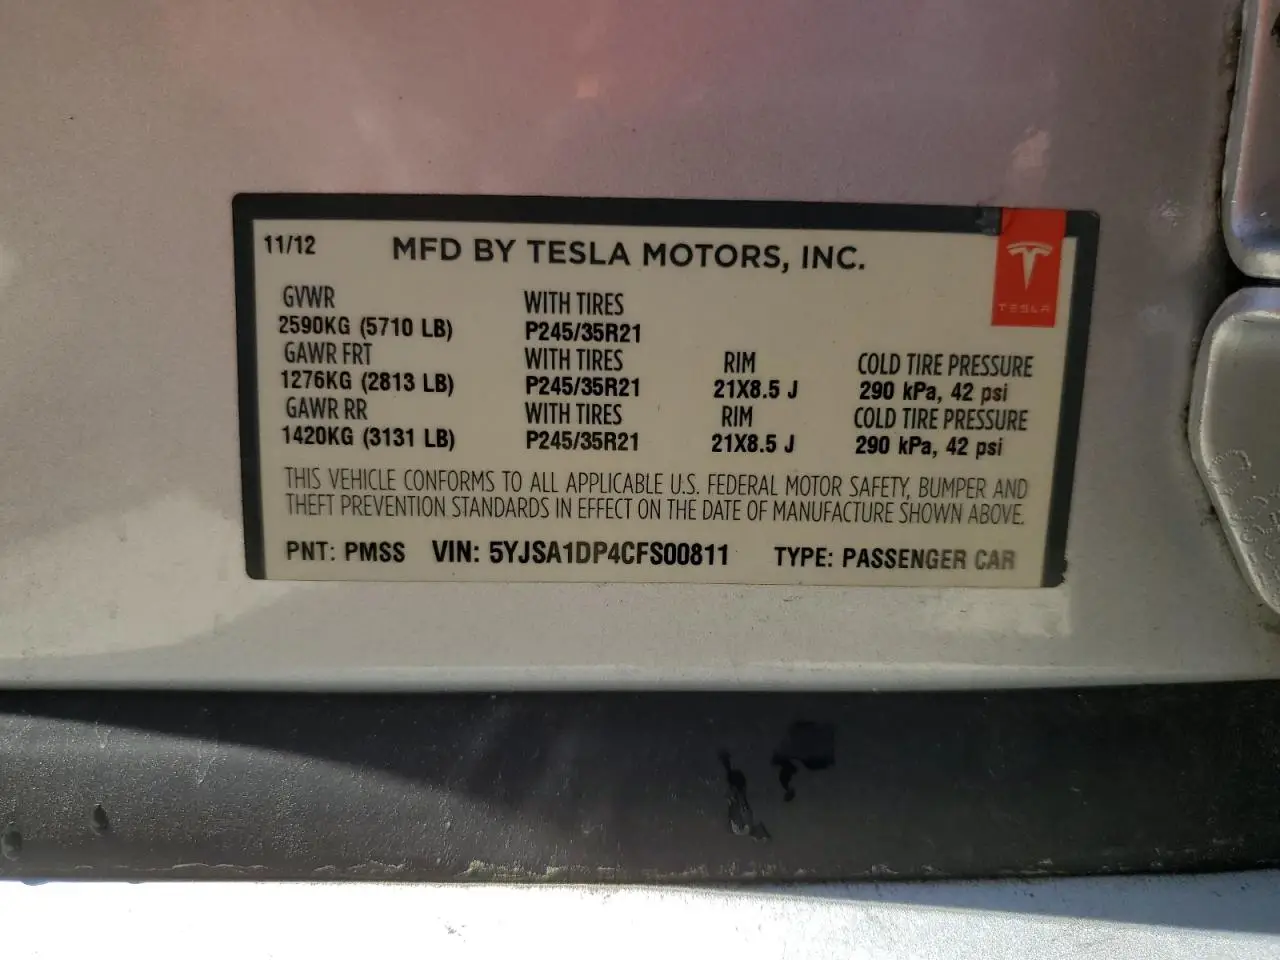 11/12 MFD BY TESLA MOTORS, INC.
TESLA
GVWR WITH TIRES
2590KG (5710 LB) P245/35R21
GAWR FRT WITH TIRES RIM COLD TIRE PRESSURE
1276KG (2813 LB) P245/35R21 21X8.5 J 290 kPa, 42 psi
GAWR RR WITH TIRES RIM COLD TIRE PRESSURE
1420KG (3131 LB) P245/35R21 21X8.5 J 290 kPa, 42 psi
THIS VEHICLE CONFORMS TO ALL APPLICABLE U.S. FEDERAL MOTOR SAFETY, BUMPER AND
THEFT PREVENTION STANDARDS IN EFFECT ON THE DATE OF MANUFACTURE SHOWN ABOVE.
PNT: PMSS VIN: 5YJSA1DP4CFS00811 TYPE: PASSENGER CAR